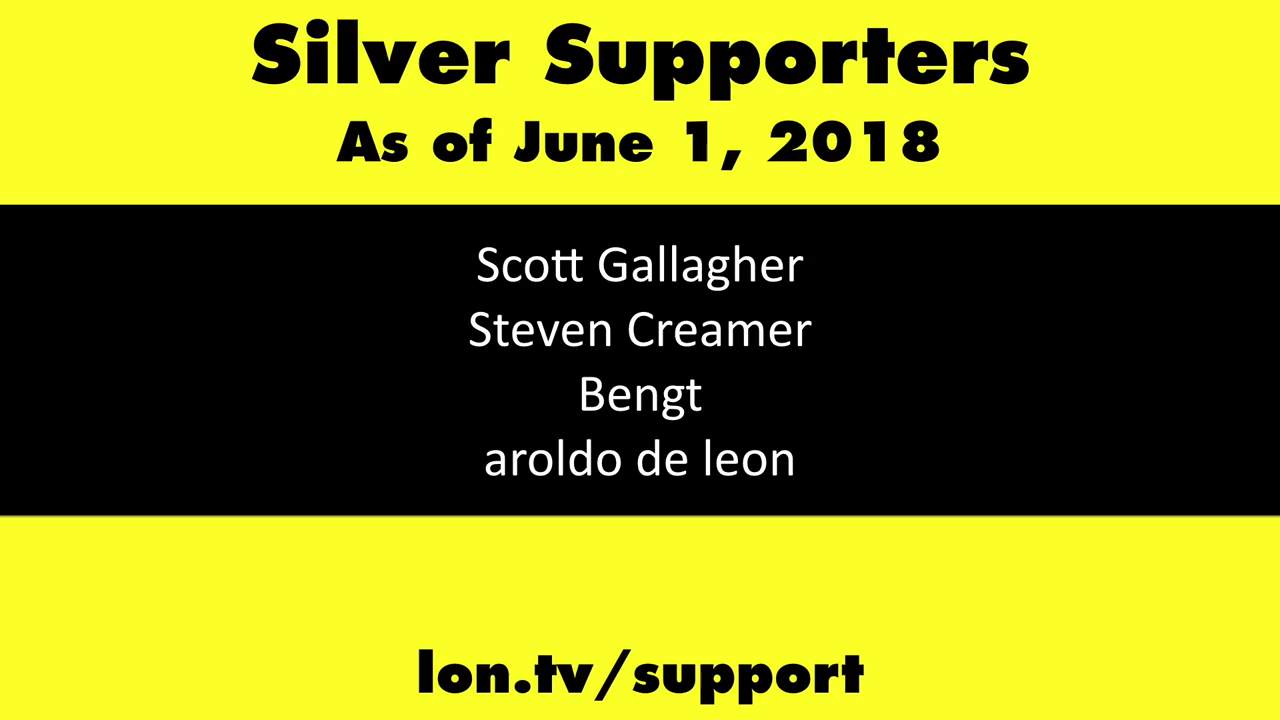 Silver Supporters
As of June 1, 2018
Scott Gallagher
Steven Creamer
Bengt
aroldo de leon
lon.tv/support